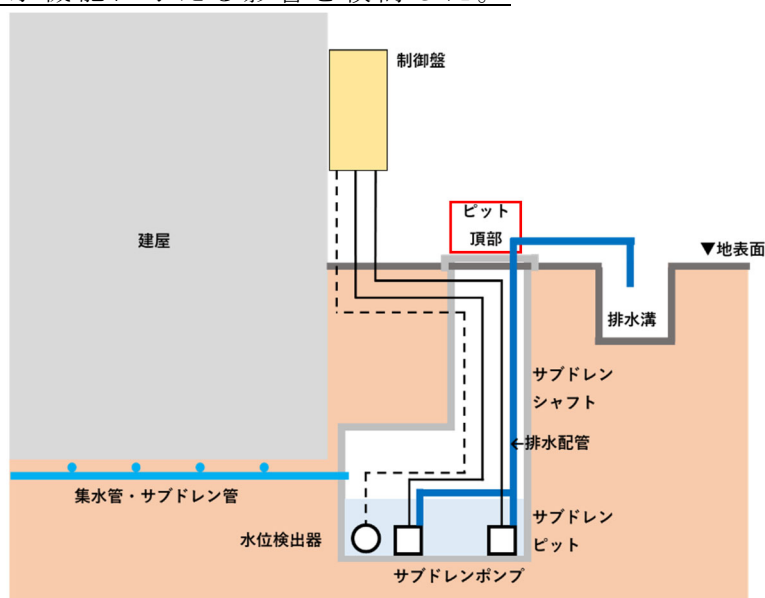 制御盤
ピット
頂部
建屋
▼地表面
排水溝
サブドレン
シャフト
←排水配管
集水管・サブドレン管
サブドレン
ピット
水位検出器
サブドレンポンプ